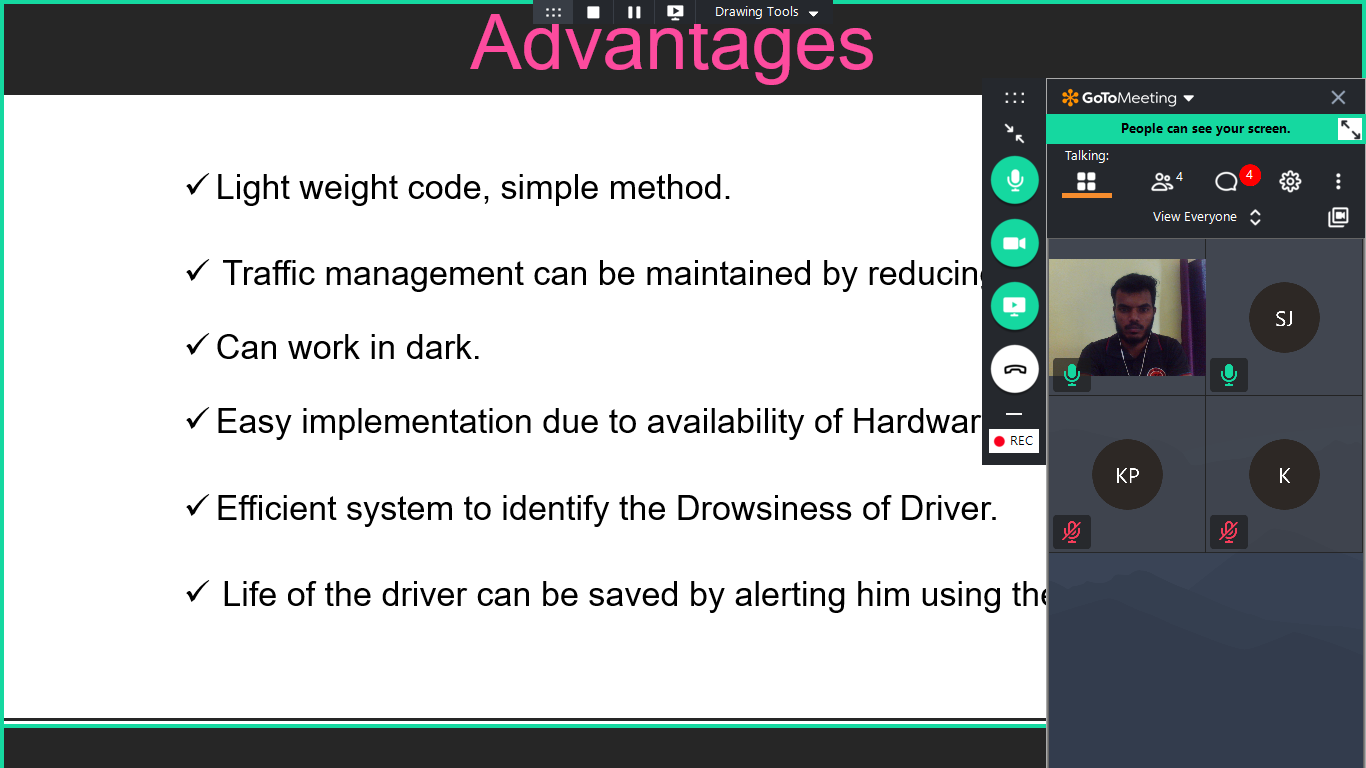 Drawing Tools
Advantages
GoToMeeting
People can see your screen.
Talking:
4
4
View Everyone
✓ Light weight code, simple method.
✓ Traffic management can be maintained by reducing
✓ Can work in dark.
✓ Easy implementation due to availability of Hardwar
✓ Efficient system to identify the Drowsiness of Driver.
✓ Life of the driver can be saved by alerting him using the
REC
SJ
KP
K